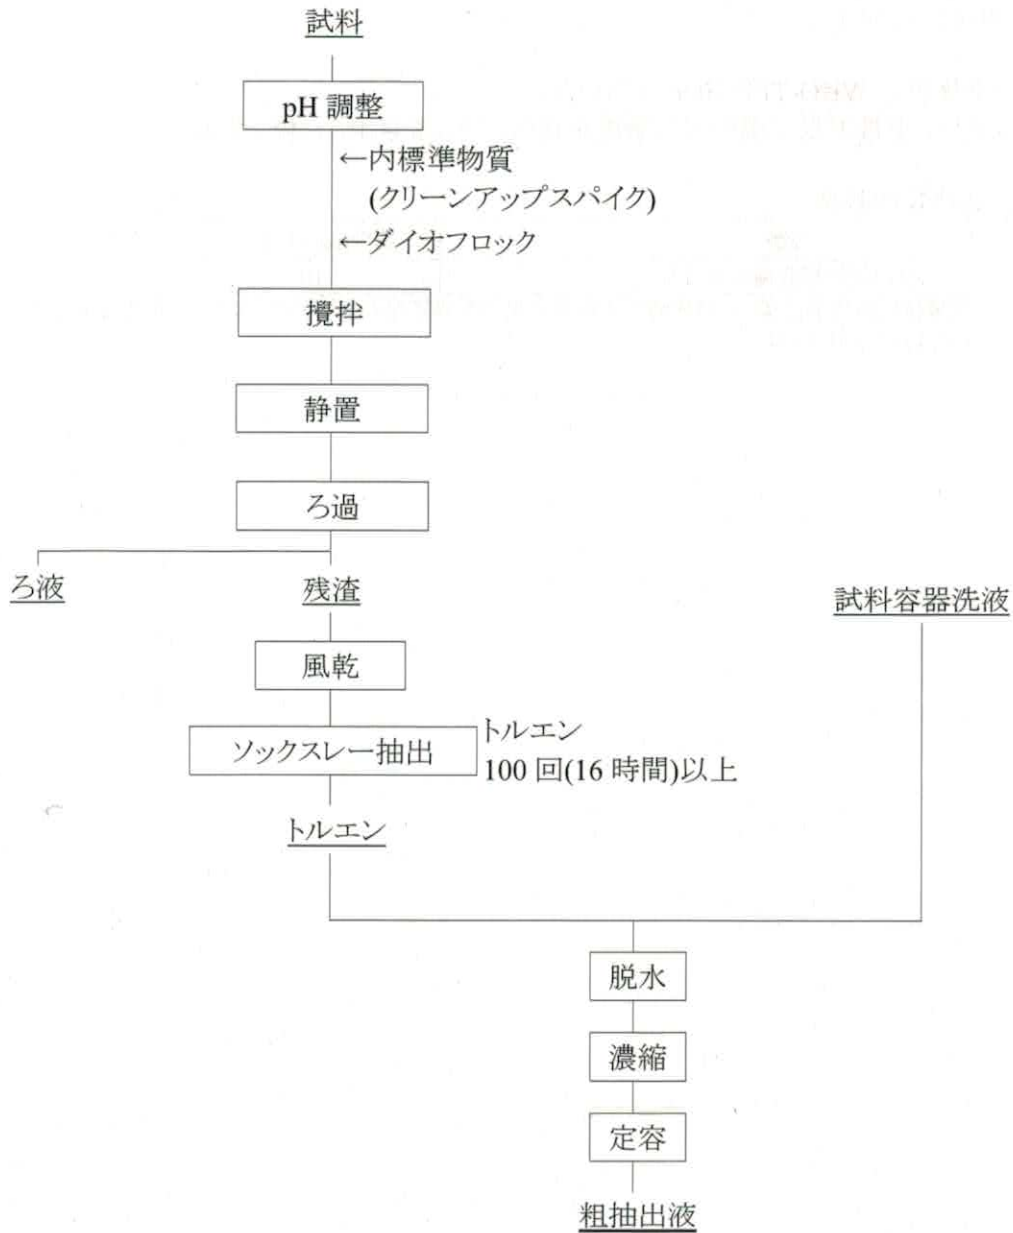 試料
pH 調整
←内標準物質
(クリーンアップスパイク)
←ダイオフロック
攪拌
静置
ろ過
ろ液
残渣
試料容器洗液
風乾
ソックスレー抽出
トルエン
100 回(16 時間)以上
トルエン
脱水
濃縮
定容
粗抽出液